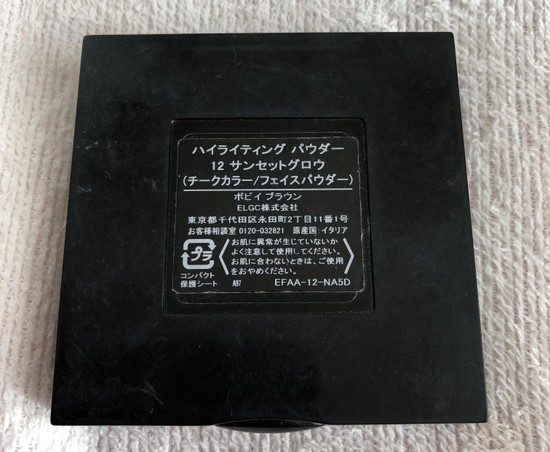 ハイライティング パウダー
12 サンセットグロウ
(チークカラー/フェイスパウダー)
ボビイ ブラウン
ELGC株式会社
東京都千代田区永田町2丁目11番1号
お客様相談室 0120-032821 原産国:イタリア
プラ
コンパクト
保護シート
お肌に異常が生じていないか
よく注意して使用してください。
お肌に合わないときは、ご使用
をおやめください。
A97
EFAA-12-NA5D